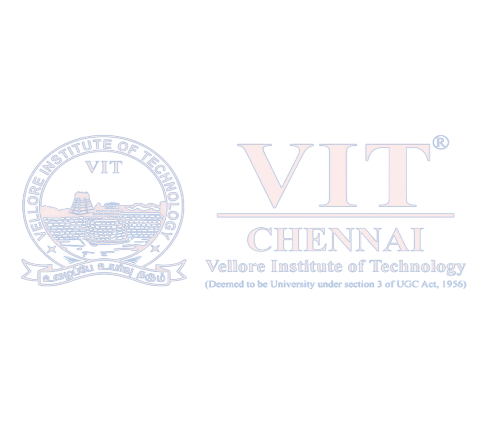 VELLORE INSTITUTE OF TECHNOLOGY
VIT
VIT®
CHENNAI
Vellore Institute of Technology
(Deemed to be University under section 3 of UGC Act, 1956)